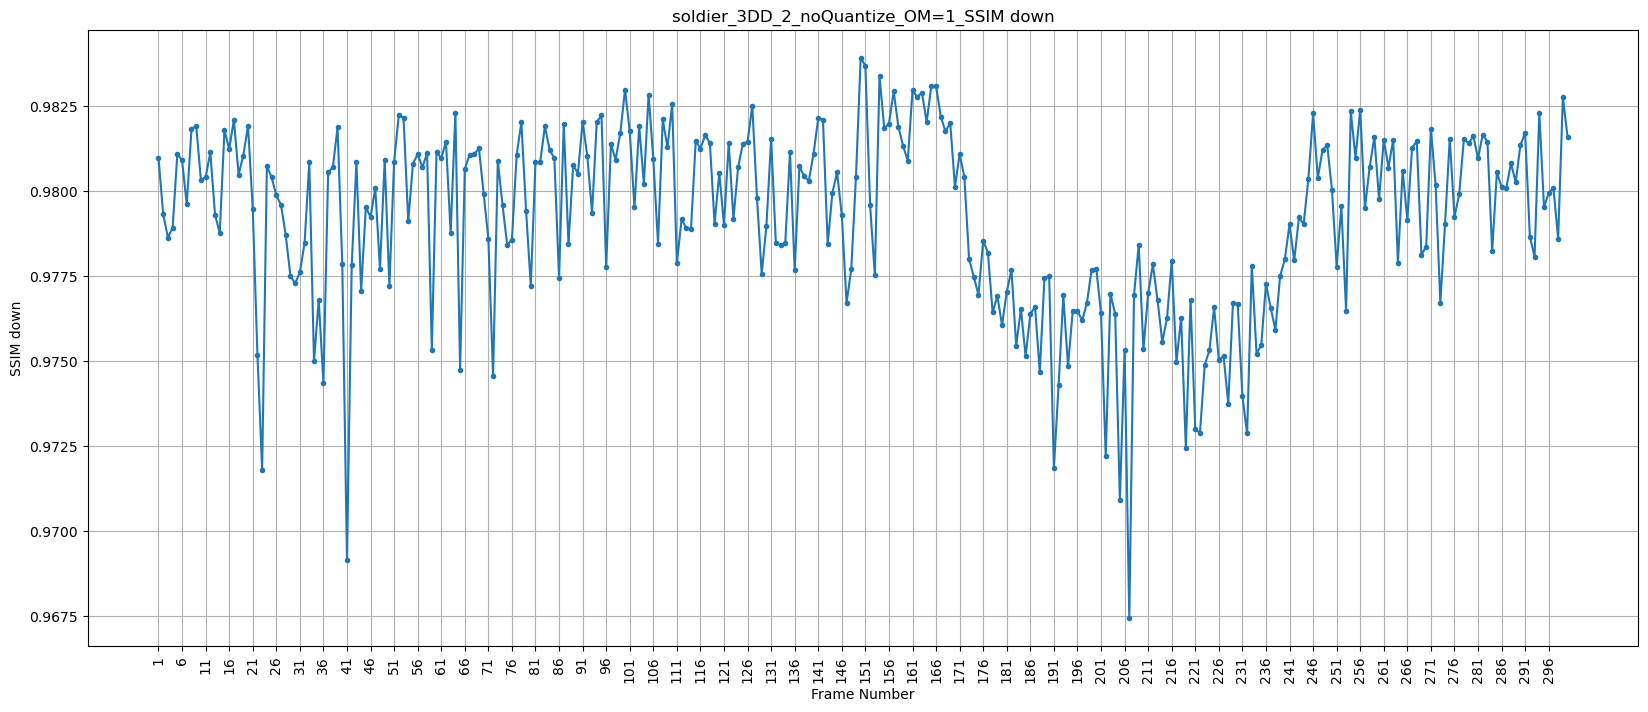 soldier_3DD_2_noQuantize_OM=1_SSIM down
SSIM down
0.9825
0.9800
0.9775
0.9750
0.9725
0.9700
0.9675
1 6 11 16 21 26 31 36 41 46 51 56 61 66 71 76 81 86 91 96 101 106 111 116 121 126 131 136 141 146 151 156 161 166 171 176 181 186 191 196 201 206 211 216 221 226 231 236 241 246 251 256 261 266 271 276 281 286 291 296
Frame Number